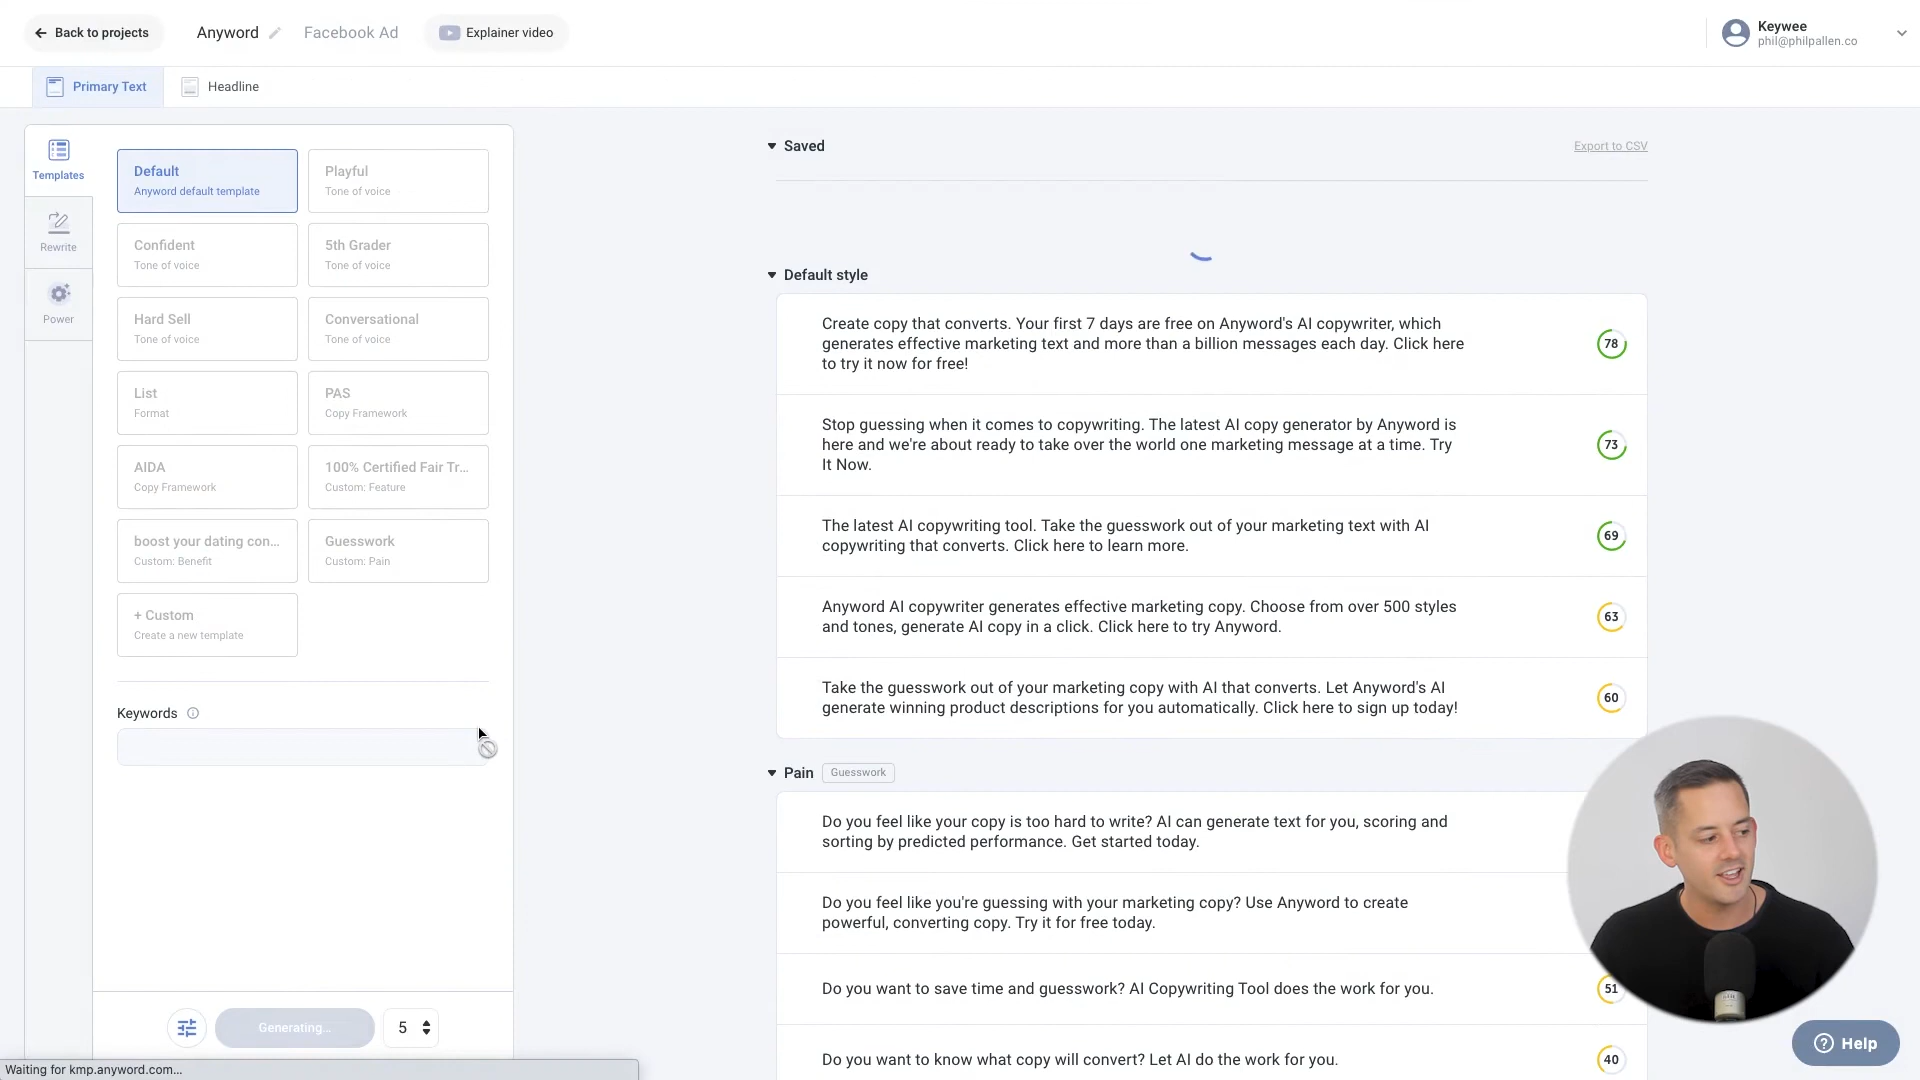 Back to projects
Anyword
Facebook Ad
Explainer video
Keywee
phil@philpallen.co
Primary Text
Headline
Templates
Rewrite
Power
Default
Anyword default template
Playful
Tone of voice
Confident
Tone of voice
5th Grader
Tone of voice
Hard Sell
Tone of voice
Conversational
Tone of voice
List
Format
PAS
Copy Framework
AIDA
Copy Framework
100% Certified Fair Tr...
Custom: Feature
boost your dating con...
Custom: Benefit
Guesswork
Custom: Pain
+ Custom
Create a new template
Keywords
Generating...
5
Waiting for kmp.anyword.com...
Saved
Export to CSV
Default style
Create copy that converts. Your first 7 days are free on Anyword's AI copywriter, which
generates effective marketing text and more than a billion messages each day. Click here
to try it now for free!
78
Stop guessing when it comes to copywriting. The latest AI copy generator by Anyword is
here and we're about ready to take over the world one marketing message at a time. Try
It Now.
73
The latest AI copywriting tool. Take the guesswork out of your marketing text with AI
copywriting that converts. Click here to learn more.
69
Anyword AI copywriter generates effective marketing copy. Choose from over 500 styles
and tones, generate AI copy in a click. Click here to try Anyword.
63
Take the guesswork out of your marketing copy with AI that converts. Let Anyword's AI
generate winning product descriptions for you automatically. Click here to sign up today!
60
Pain
Guesswork
Do you feel like your copy is too hard to write? AI can generate text for you, scoring and
sorting by predicted performance. Get started today.
Do you feel like you're guessing with your marketing copy? Use Anyword to create
powerful, converting copy. Try it for free today.
Do you want to save time and guesswork? AI Copywriting Tool does the work for you.
51
Do you want to know what copy will convert? Let AI do the work for you.
40
Help